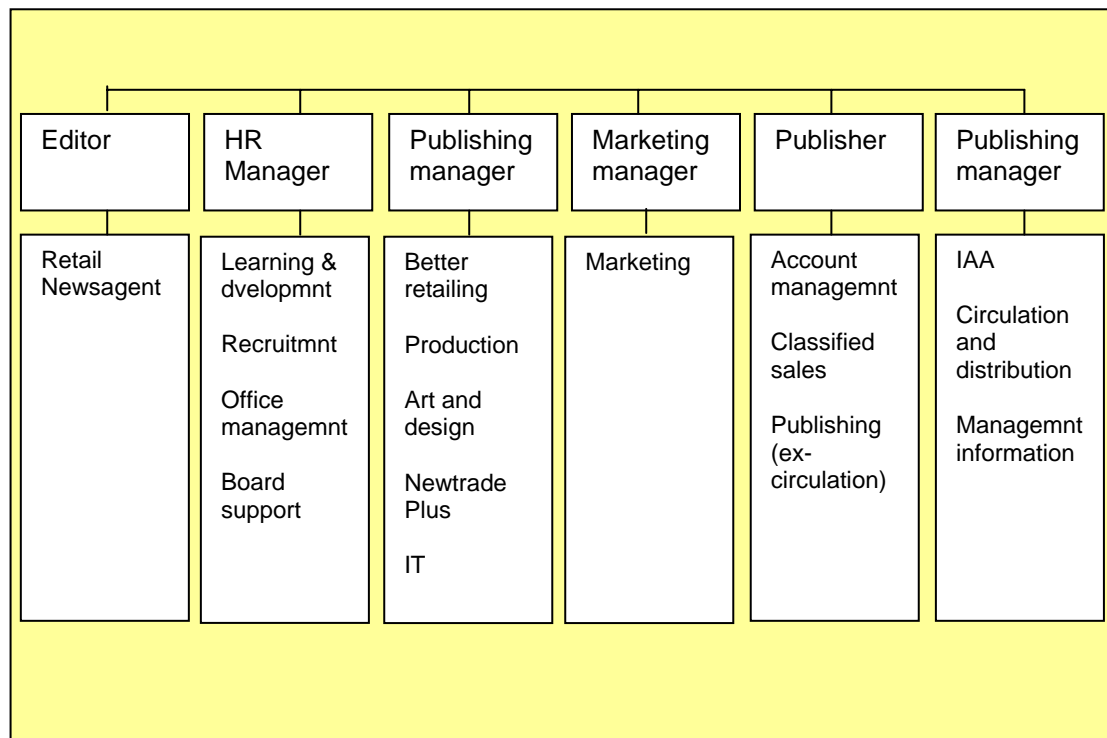 Editor
HR
Manager
Publishing
manager
Marketing
manager
Publisher
Publishing
manager
Retail
Newsagent
Learning &
dvelopmnt
Recruitmnt
Office
managemnt
Board
support
Better
retailing
Production
Art and
design
Newtrade
Plus
IT
Marketing
Account
managemnt
Classified
sales
Publishing
(ex-
circulation)
IAA
Circulation
and
distribution
Managemnt
information